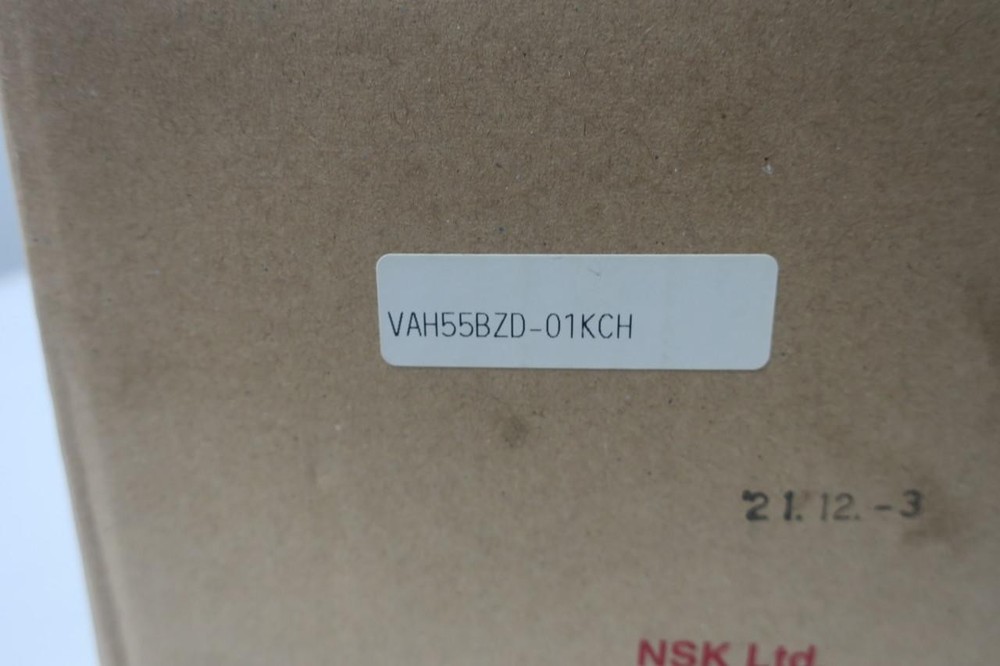 VAH55BZD-01KCH
'21.12.-3
NSK Ltd